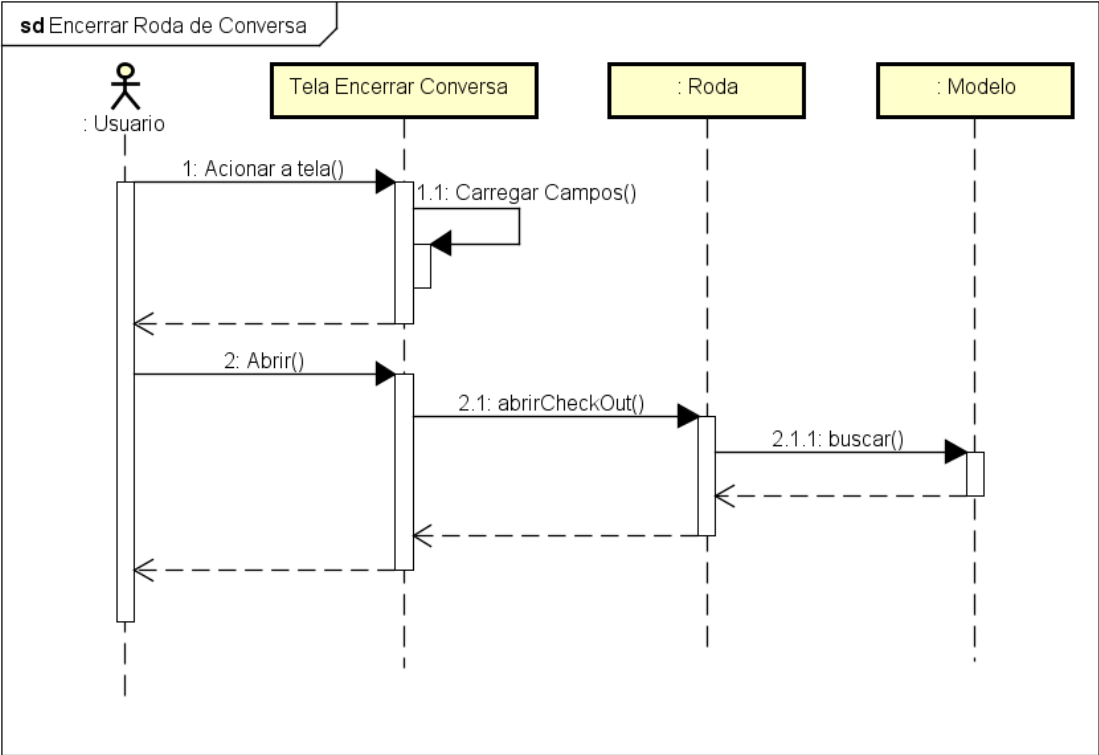 sd Encerrar Roda de Conversa
: Usuario
Tela Encerrar Conversa
: Roda
: Modelo
1: Acionar a tela()
1.1: Carregar Campos()
2: Abrir()
2.1: abrirCheckOut()
2.1.1: buscar()